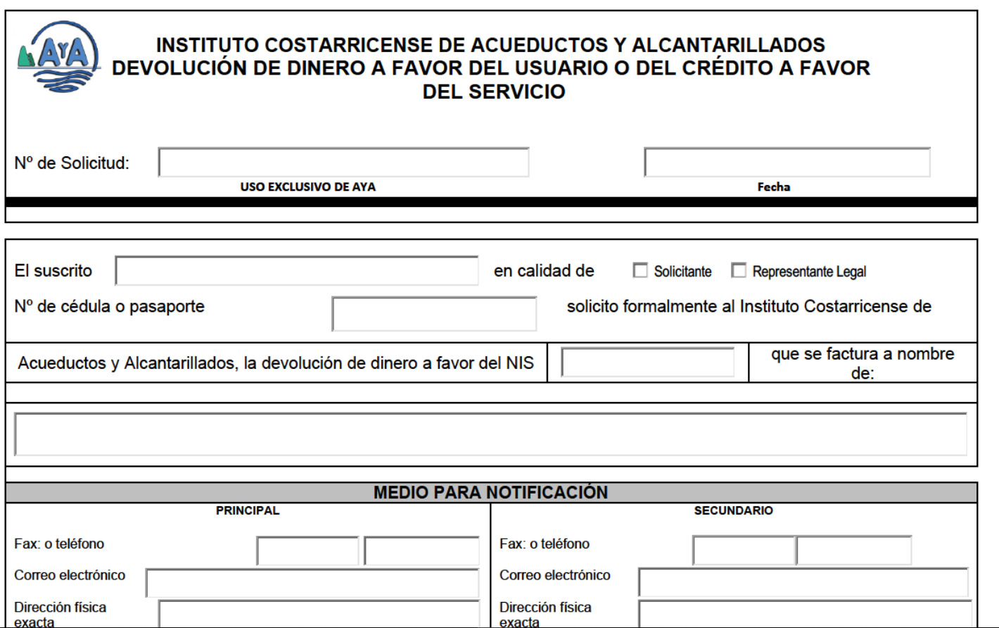 AYA
INSTITUTO COSTARRICENSE DE ACUEDUCTOS Y ALCANTARILLADOS
DEVOLUCIÓN DE DINERO A FAVOR DEL USUARIO O DEL CRÉDITO A FAVOR
DEL SERVICIO
Nº de Solicitud:
USO EXCLUSIVO DE AYA Fecha
El suscrito en calidad de Solicitante Representante Legal
Nº de cédula o pasaporte solicito formalmente al Instituto Costarricense de
Acueductos y Alcantarillados, la devolución de dinero a favor del NIS que se factura a nombre
de:
MEDIO PARA NOTIFICACIÓN
PRINCIPAL SECUNDARIO
Fax: o teléfono Fax: o teléfono
Correo electrónico Correo electrónico
Dirección física Dirección física
exacta exacta